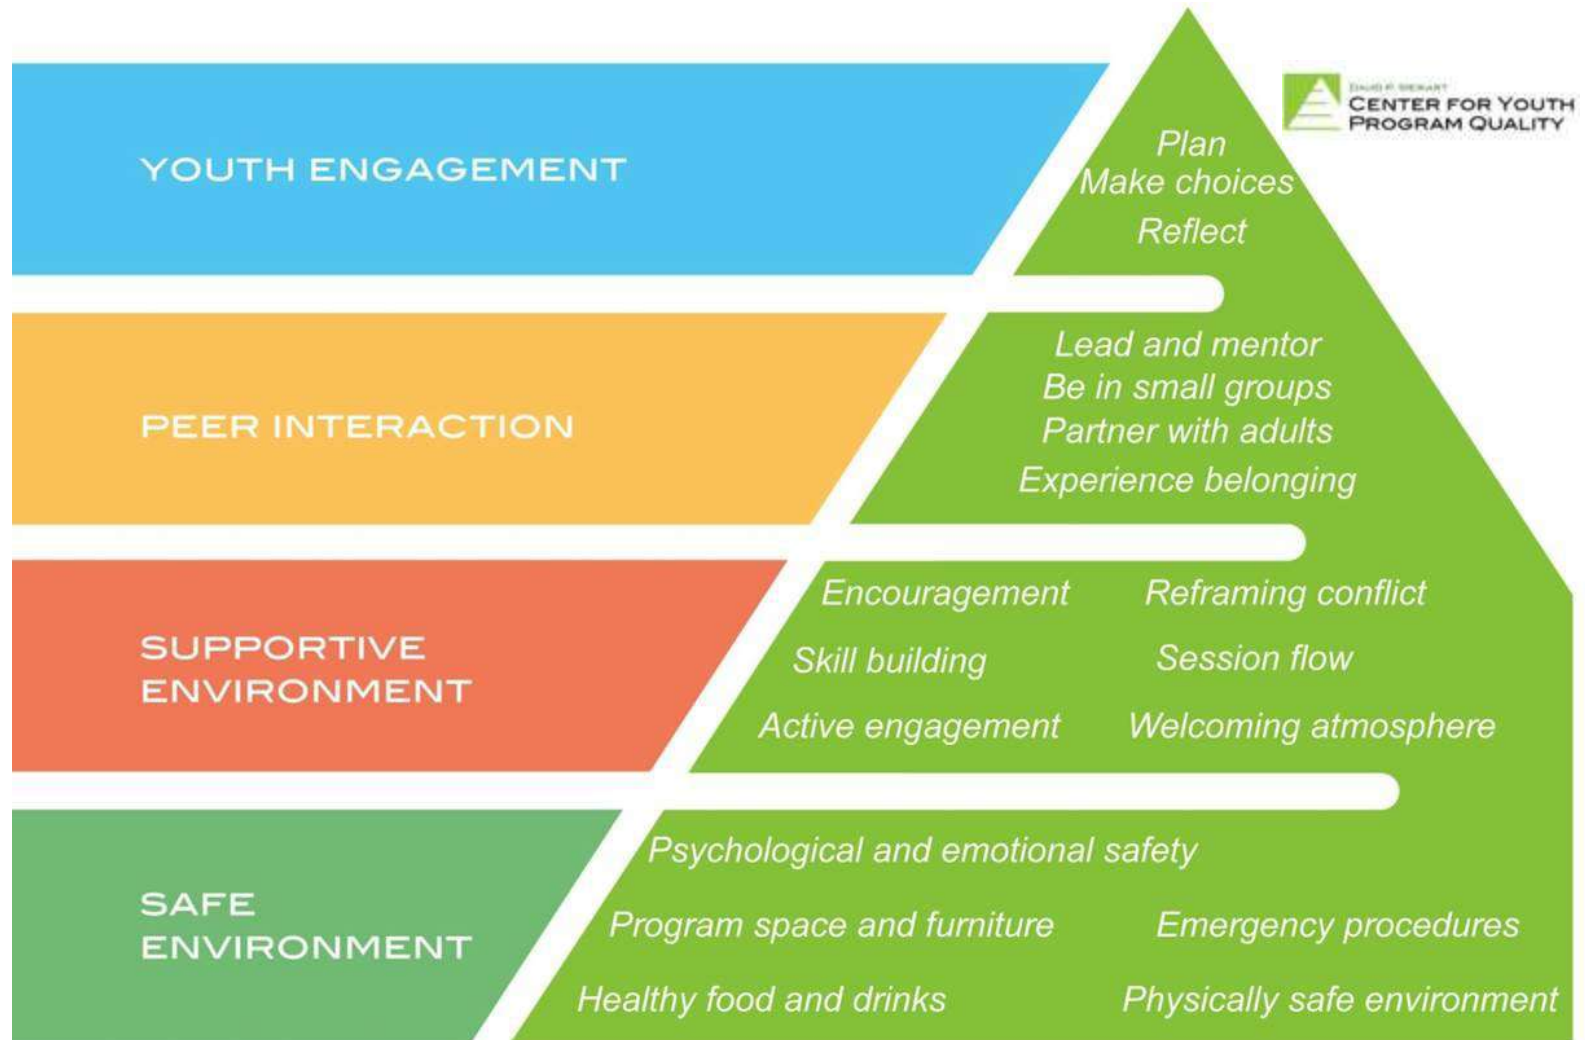 DAVID P. WEIKART
CENTER FOR YOUTH
PROGRAM QUALITY
YOUTH ENGAGEMENT
Plan
Make choices
Reflect
PEER INTERACTION
Lead and mentor
Be in small groups
Partner with adults
Experience belonging
SUPPORTIVE
ENVIRONMENT
Encouragement
Reframing conflict
Skill building
Session flow
Active engagement
Welcoming atmosphere
SAFE
ENVIRONMENT
Psychological and emotional safety
Program space and furniture
Emergency procedures
Healthy food and drinks
Physically safe environment